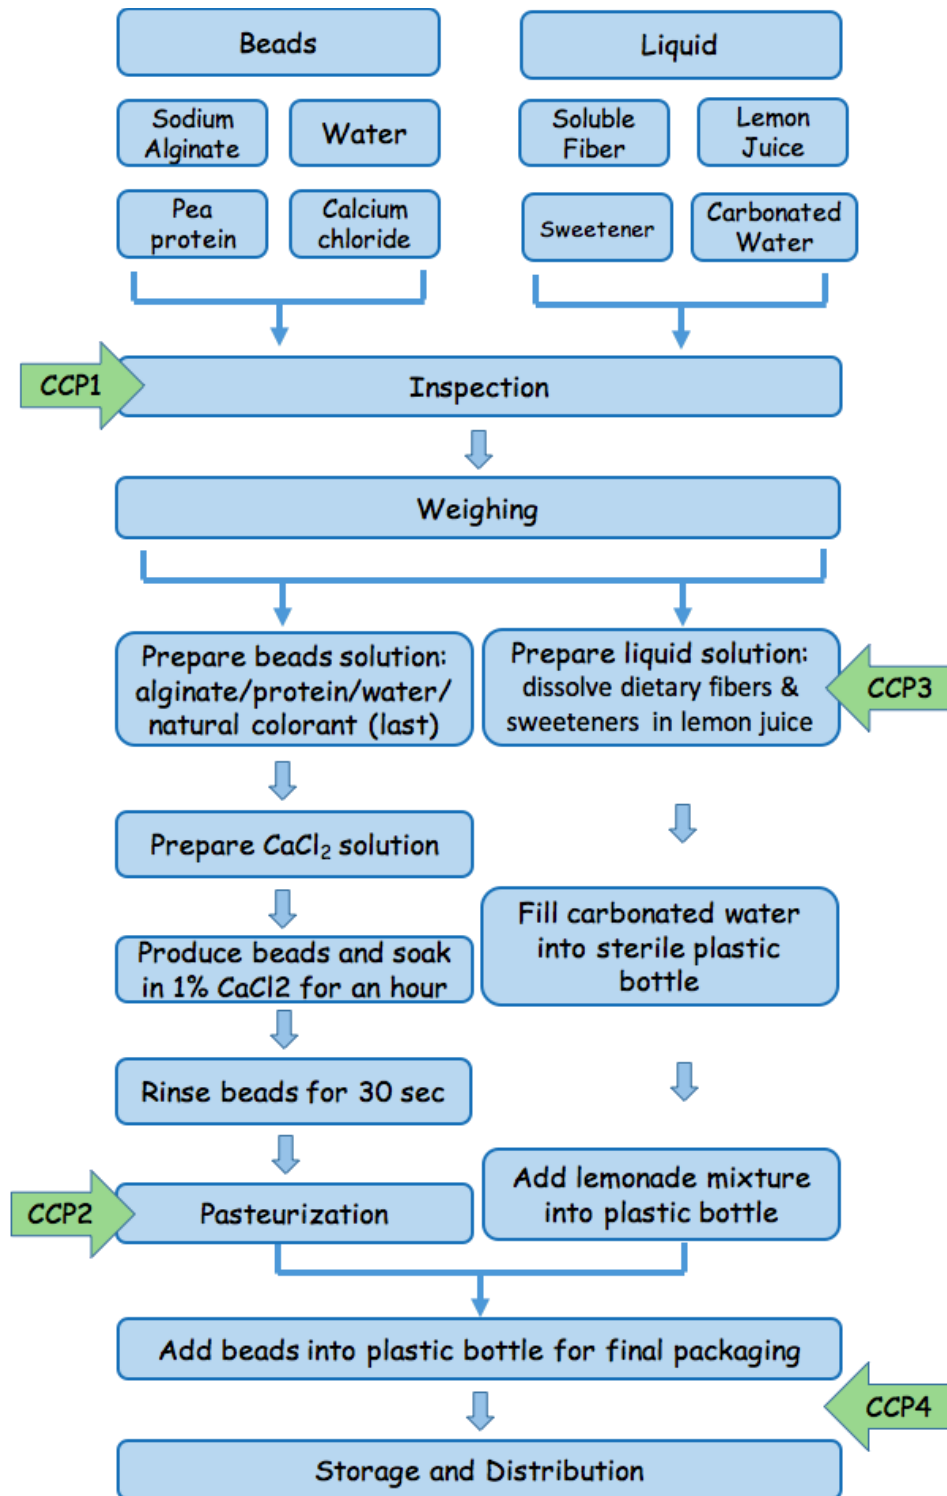 Beads
Liquid
Sodium
Alginate
Water
Soluble
Fiber
Lemon
Juice
Pea
protein
Calcium
chloride
Sweetener
Carbonated
Water
CCP1
Inspection
Weighing
Prepare beads solution:
alginate/protein/water/
natural colorant (last)
Prepare liquid solution:
dissolve dietary fibers &
sweeteners in lemon juice
CCP3
Prepare CaCl₂ solution
Fill carbonated water
into sterile plastic
bottle
Produce beads and soak
in 1% CaCl2 for an hour
Rinse beads for 30 sec
CCP2
Pasteurization
Add lemonade mixture
into plastic bottle
Add beads into plastic bottle for final packaging
CCP4
Storage and Distribution